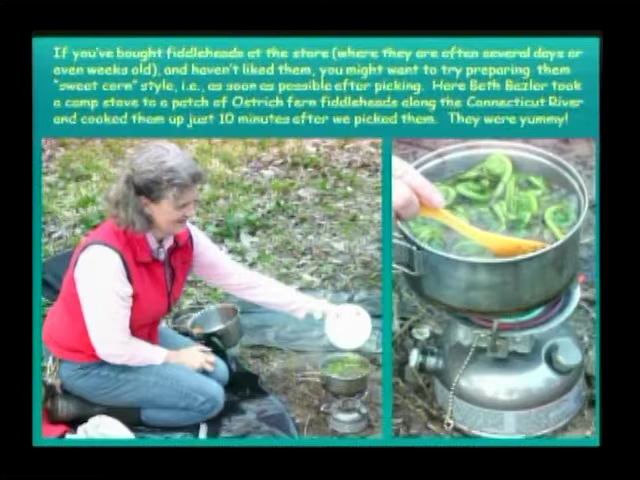 If you've bought fiddleheads at the store (where they are often several days or
even weeks old), and haven't liked them, you might want to try preparing them
"sweet corn" style, i.e., as soon as possible after picking. Here Beth Bazler took
a camp stove to a patch of Ostrich fern fiddleheads along the Connecticut River
and cooked them up just 10 minutes after we picked them. They were yummy!